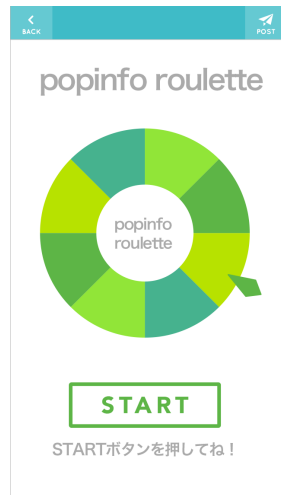 BACK
POST
popinfo roulette
popinfo
roulette
START
STARTボタンを押してね！